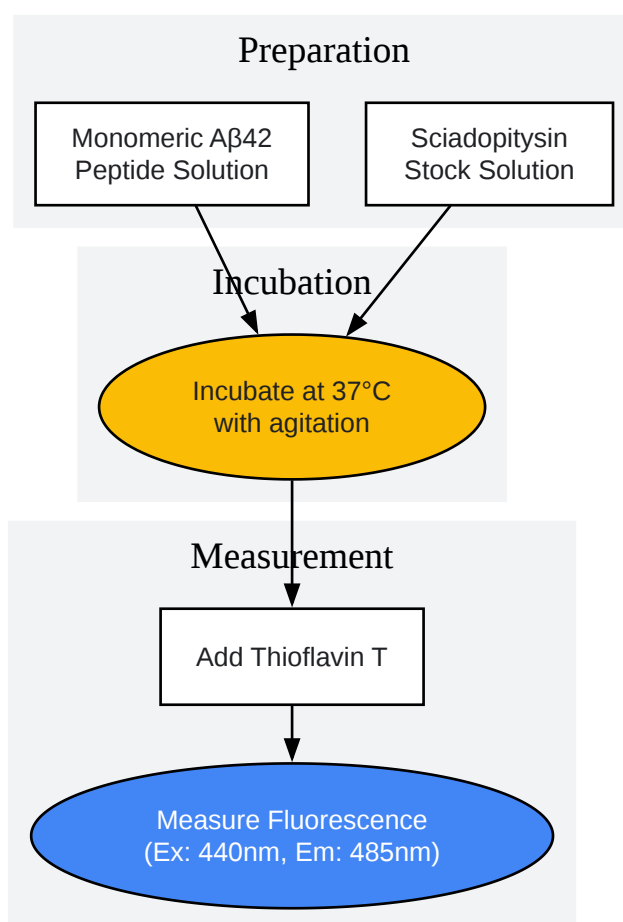 Preparation
Monomeric Aβ42
Peptide Solution
Sciadopitysin
Stock Solution
Incubation
Incubate at 37°C
with agitation
Measurement
Add Thioflavin T
Measure Fluorescence
(Ex: 440nm, Em: 485nm)